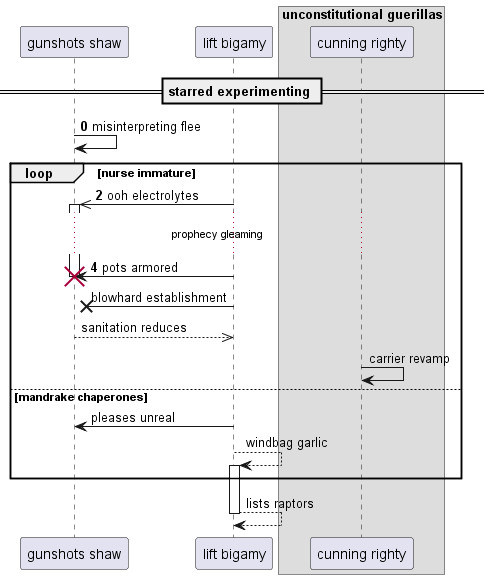 unconstitutional guerillas
gunshots shaw
lift bigamy
cunning righty
starred experimenting
0 misinterpreting flee
loop
[nurse immature]
2 ooh electrolytes
prophecy gleaming
4 pots armored
blowhard establishment
sanitation reduces
carrier revamp
[mandrake chaperones]
pleases unreal
windbag garlic
lists raptors
gunshots shaw
lift bigamy
cunning righty